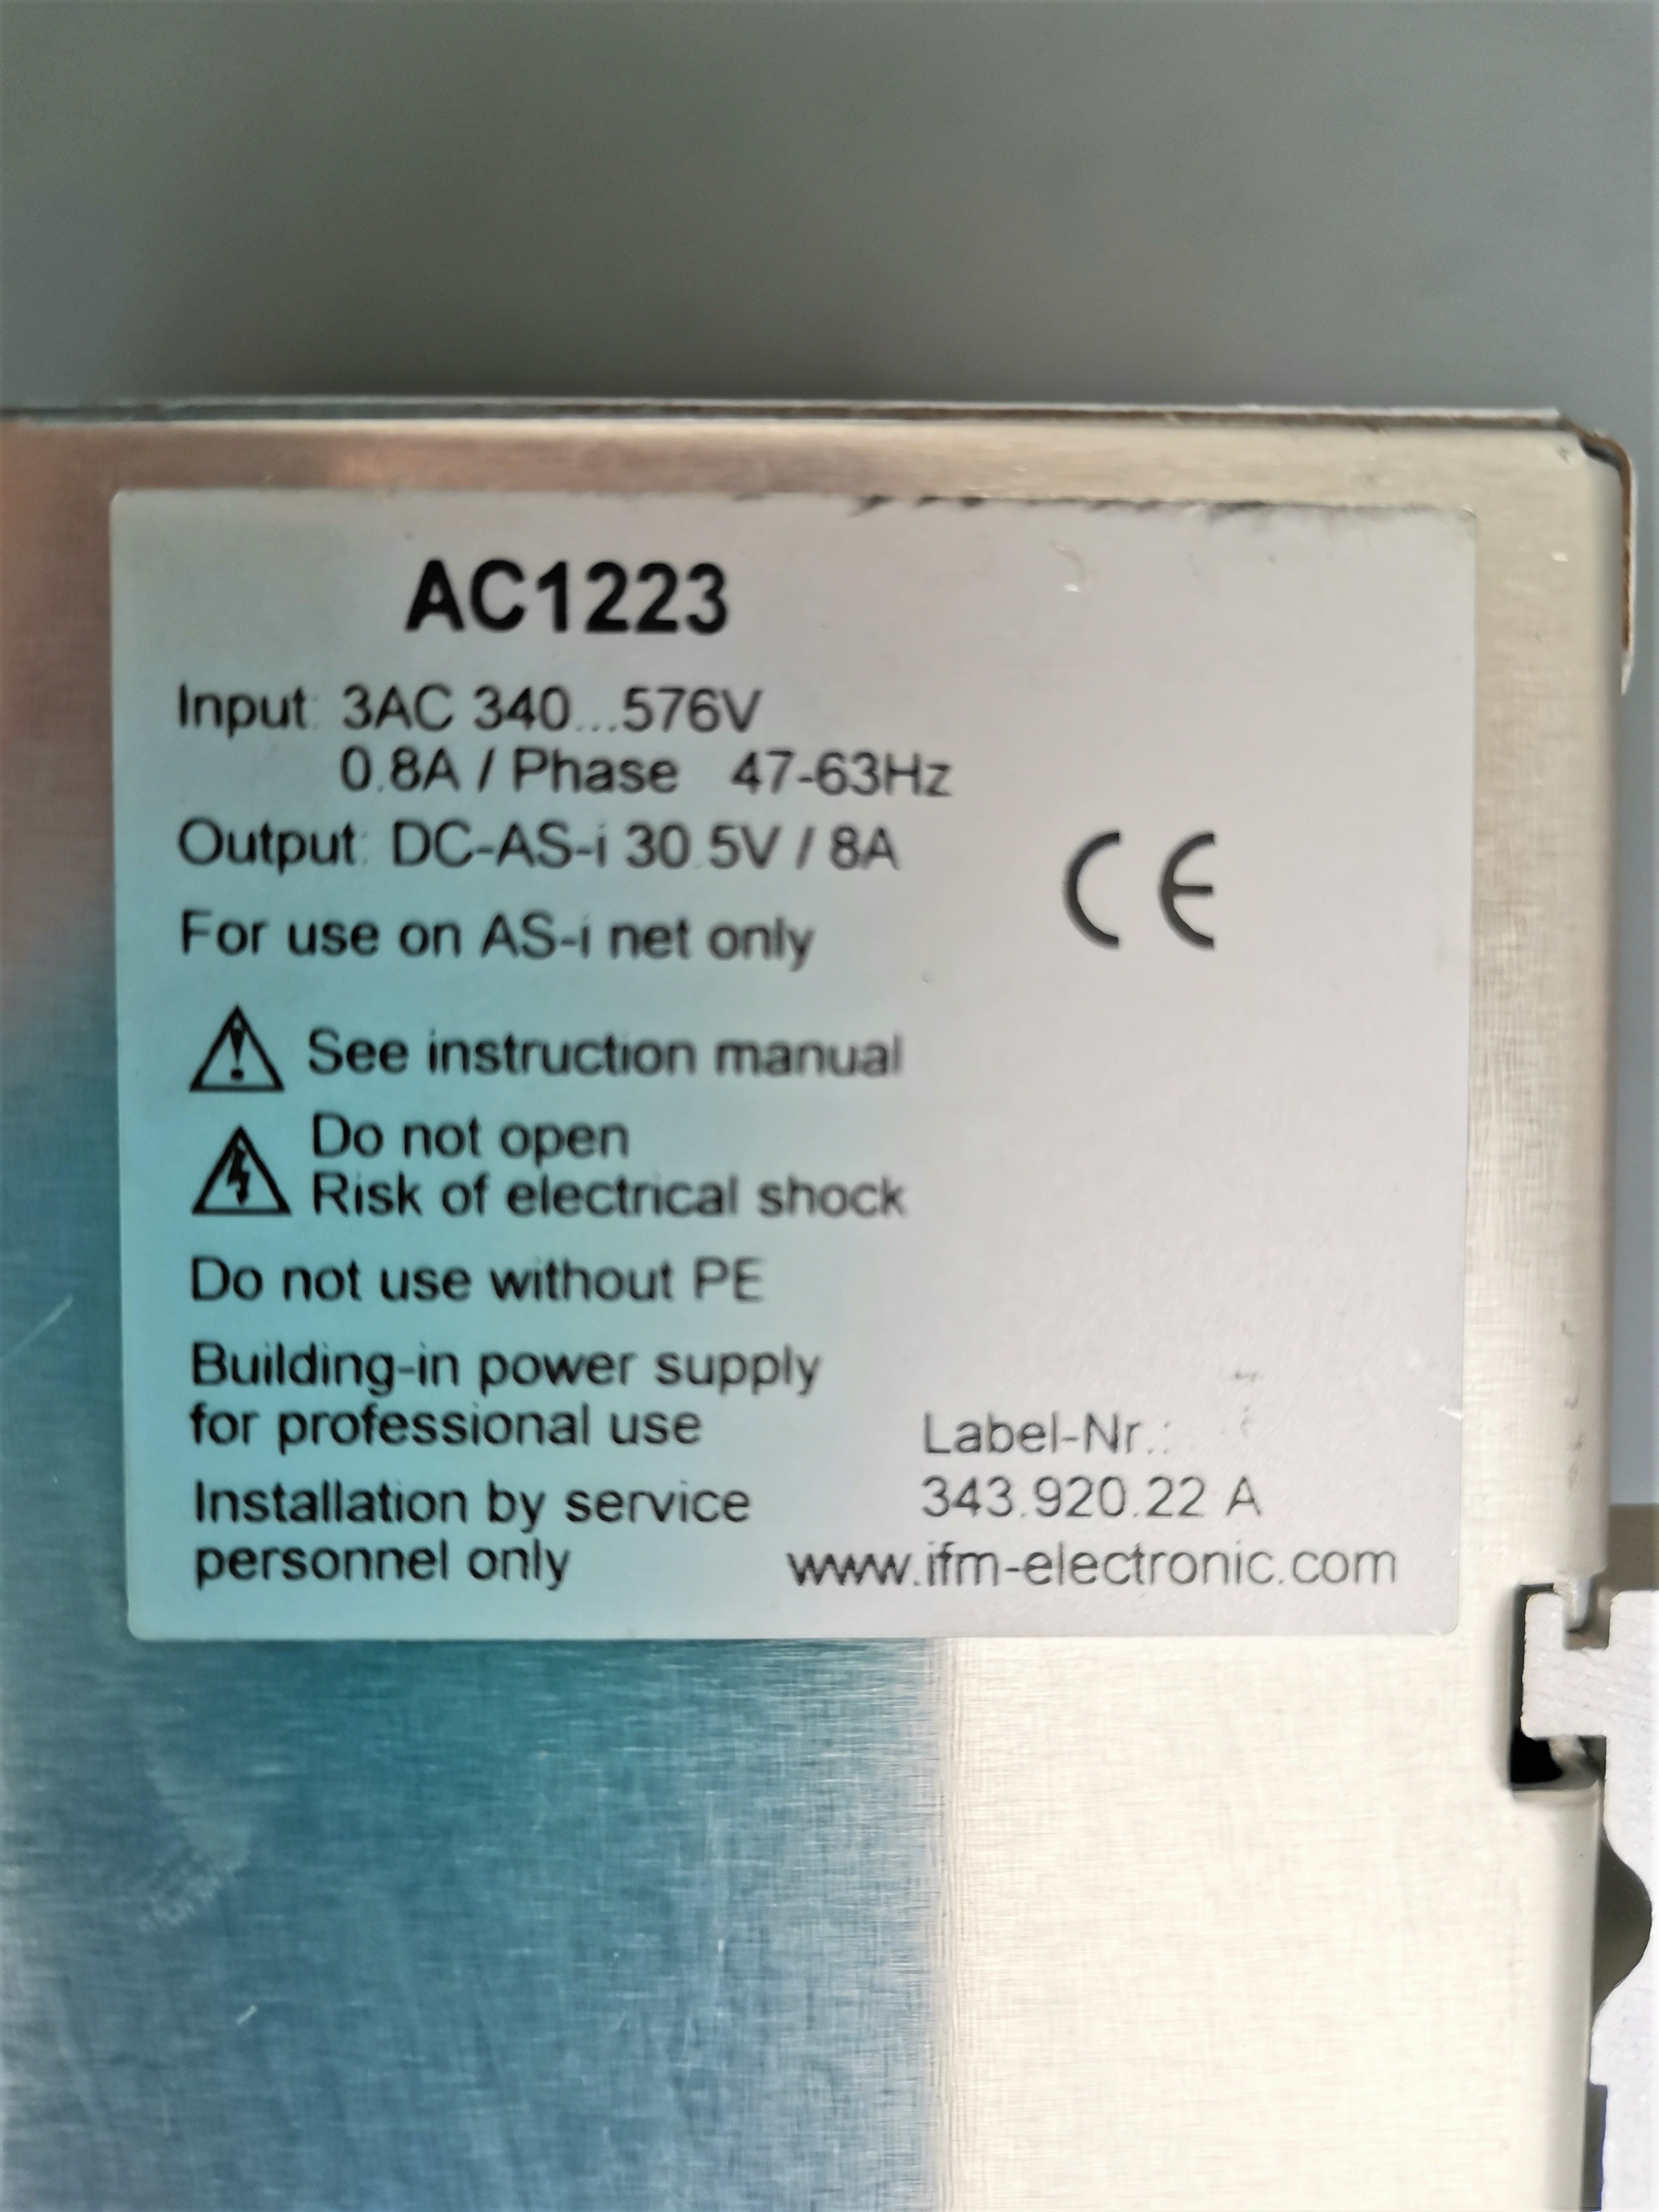 AC1223
Input: 3AC 340...576V
0.8A / Phase 47-63Hz
Output: DC-AS-i 30.5V / 8A
CE
For use on AS-i net only
See instruction manual
Do not open
Risk of electrical shock
Do not use without PE
Building-in power supply
for professional use
Installation by service
personnel only
Label-Nr.:
343.920.22 A
www.ifm-electronic.com